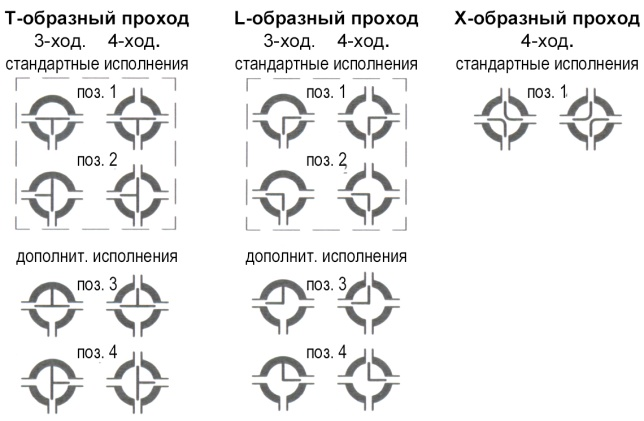 Т-образный проход
3-ход. 4-ход.
стандартные исполнения
поз. 1
поз. 2
дополнит. исполнения
поз. 3
поз. 4
L-образный проход
3-ход. 4-ход.
стандартные исполнения
поз. 1
поз. 2
дополнит. исполнения
поз. 3
поз. 4
Х-образный проход
4-ход.
стандартные исполнения
поз. 1